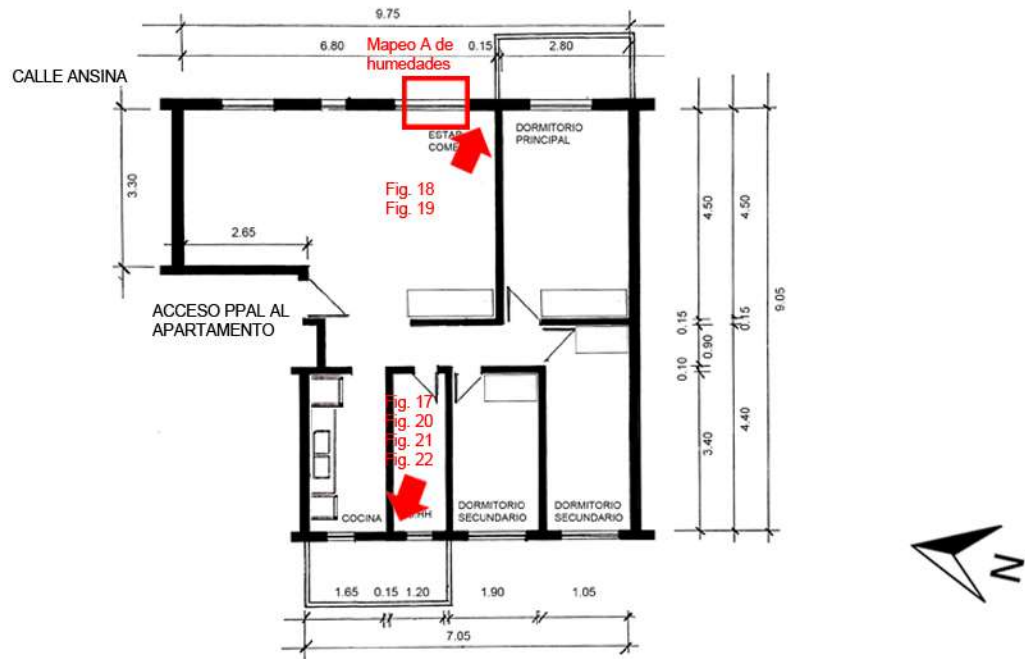 9.75
6.80
0.15
2.80
Mapeo A de
humedades
CALLE ANSINA
DORMITORIO
PRINCIPAL
Fig. 18
Fig. 19
3.30
2.65
4.50
4.50
9.05
ACCESO PPAL AL
APARTAMENTO
0.15
0.15
0.90
0.10
3.40
4.40
Fig. 17
Fig. 20
Fig. 21
Fig. 22
COCINA
DORMITORIO
SECUNDARIO
DORMITORIO
SECUNDARIO
N
1.65
0.15
1.20
1.90
1.05
7.05